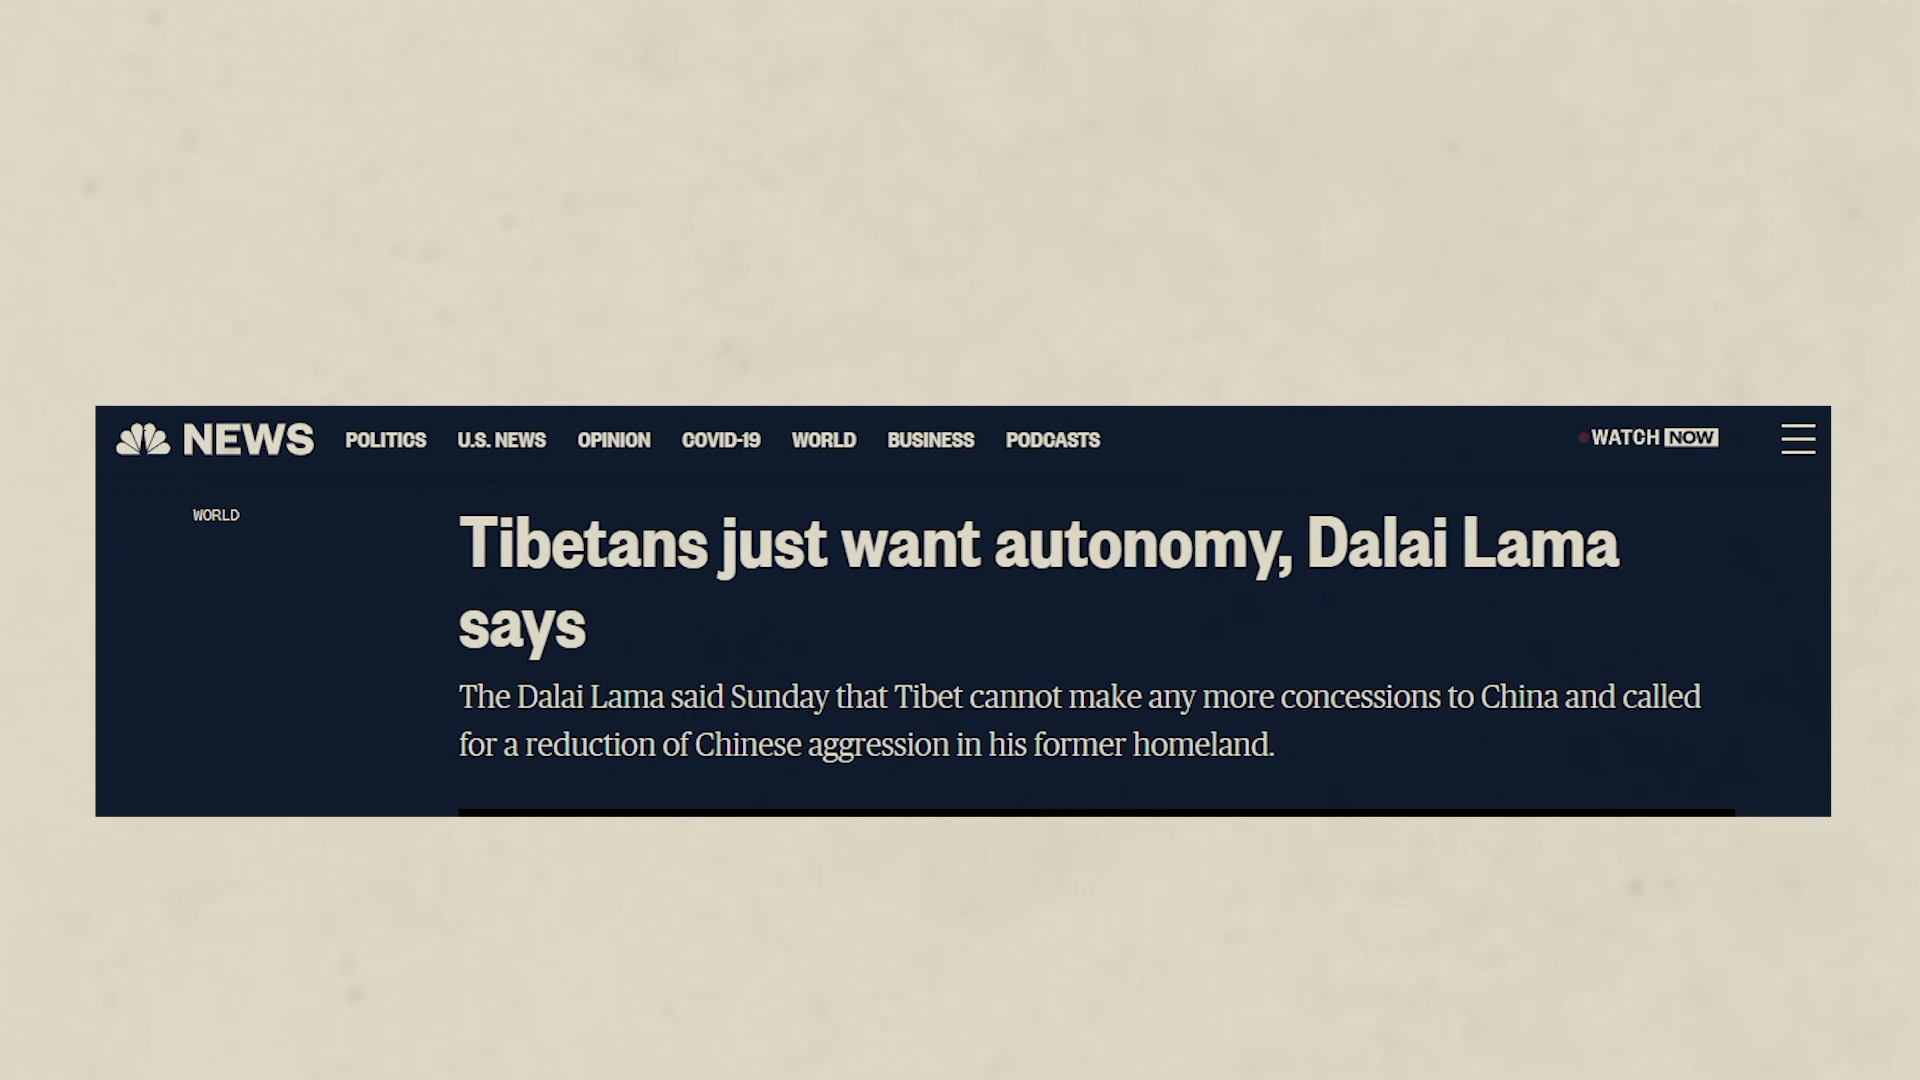 NEWS POLITICS U.S. NEWS OPINION COVID-19 WORLD BUSINESS PODCASTS WATCH NOW
WORLD
Tibetans just want autonomy, Dalai Lama
says
The Dalai Lama said Sunday that Tibet cannot make any more concessions to China and called
for a reduction of Chinese aggression in his former homeland.